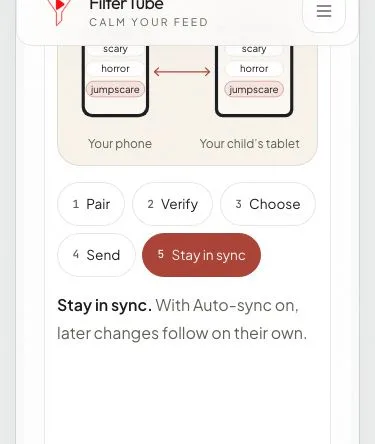 FilterTube
CALM YOUR FEED
scary scary
horror horror
jumpscare jumpscare
Your phone Your child's tablet
1 Pair 2 Verify 3 Choose
4 Send 5 Stay in sync
Stay in sync. With Auto-sync on,
later changes follow on their own.